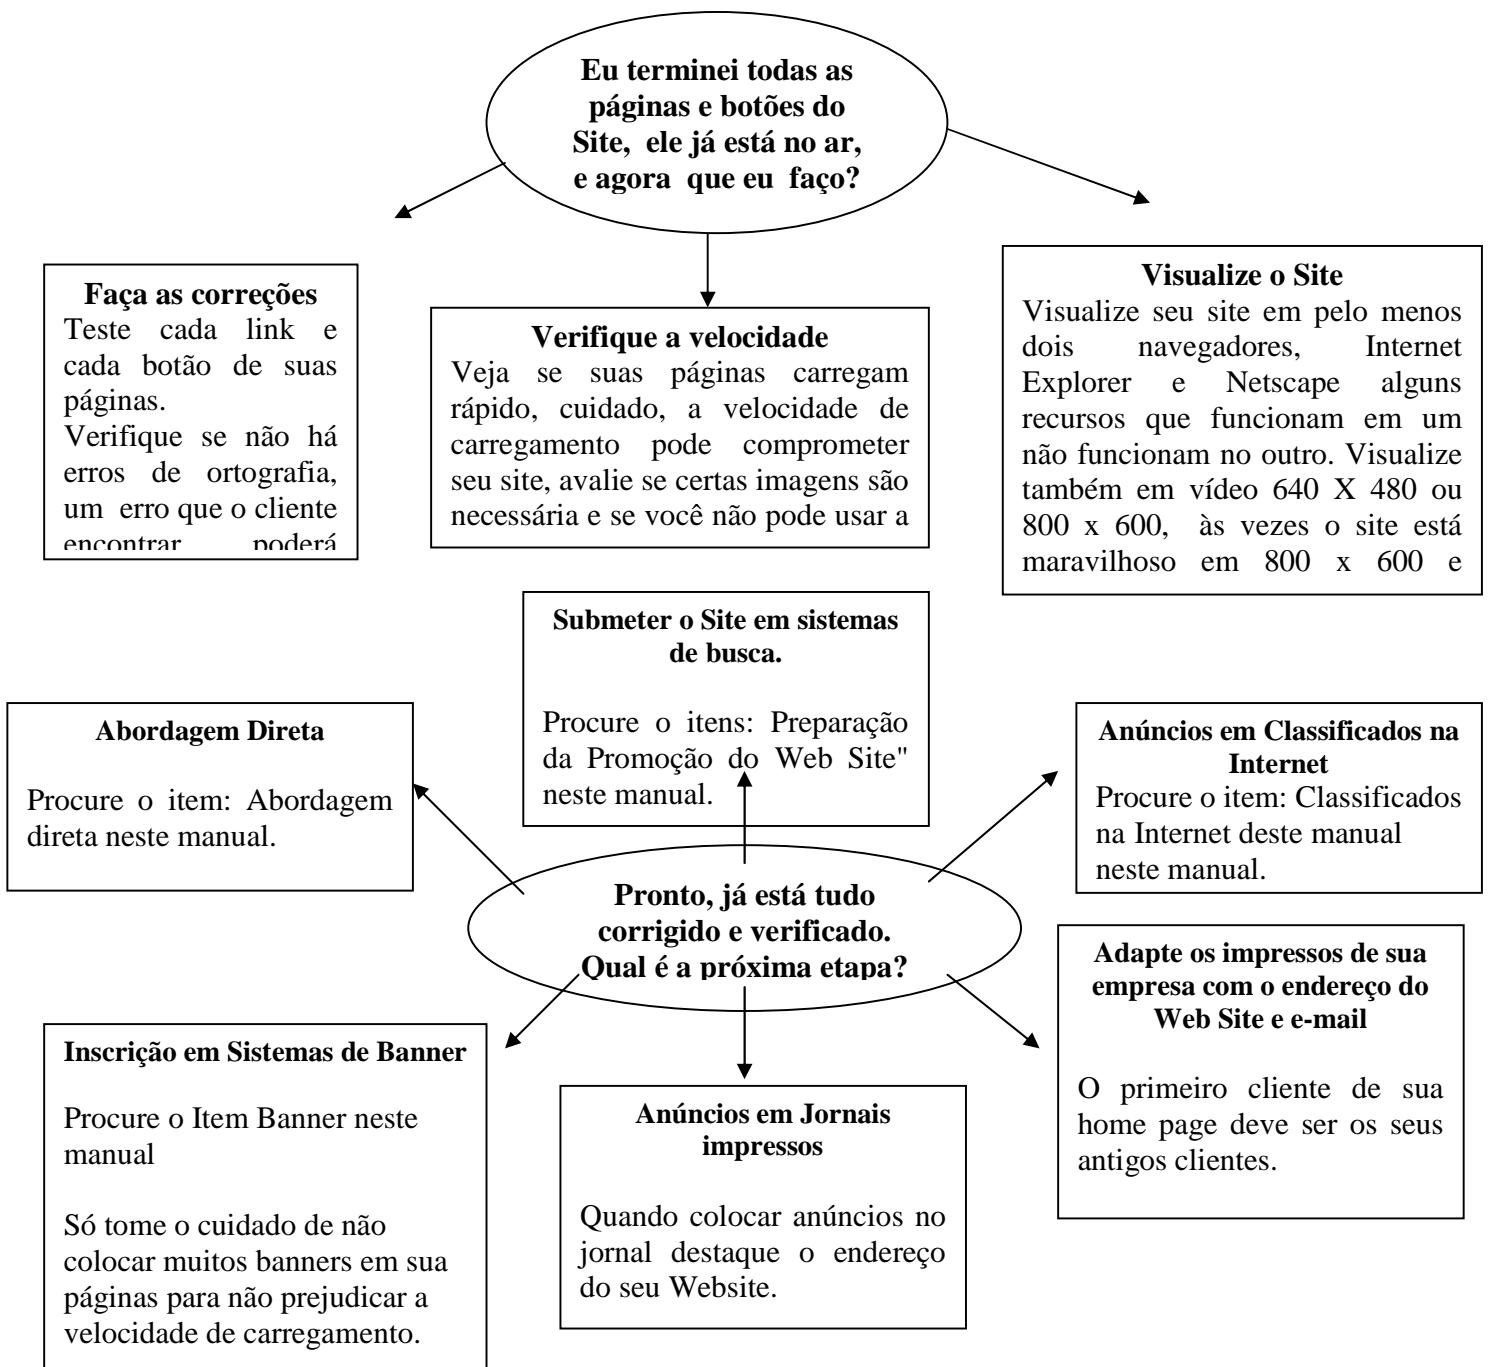 Eu terminei todas as
páginas e botões do
Site, ele já está no ar,
e agora que eu faço?
Faça as correções
Teste cada link e
cada botão de suas
páginas.
Verifique se não há
erros de ortografia,
um erro que o cliente
encontrar poderá
Verifique a velocidade
Veja se suas páginas carregam
rápido, cuidado, a velocidade de
carregamento pode comprometer
seu site, avalie se certas imagens são
necessária e se você não pode usar a
Visualize o Site
Visualize seu site em pelo menos
dois navegadores, Internet
Explorer e Netscape alguns
recursos que funcionam em um
não funcionam no outro. Visualize
também em vídeo 640 X 480 ou
800 x 600, às vezes o site está
maravilhoso em 800 x 600 e
Submeter o Site em sistemas
de busca.
Procure o itens: Preparação
da Promoção do Web Site"
neste manual.
Abordagem Direta
Procure o item: Abordagem
direta neste manual.
Anúncios em Classificados na
Internet
Procure o item: Classificados
na Internet deste manual
neste manual.
Pronto, já está tudo
corrigido e verificado.
Qual é a próxima etapa?
Adapte os impressos de sua
empresa com o endereço do
Web Site e e-mail
O primeiro cliente de sua
home page deve ser os seus
antigos clientes.
Inscrição em Sistemas de Banner
Procure o Item Banner neste
manual
Só tome o cuidado de não
colocar muitos banners em sua
páginas para não prejudicar a
velocidade de carregamento.
Anúncios em Jornais
impressos
Quando colocar anúncios no
jornal destaque o endereço
do seu Website.